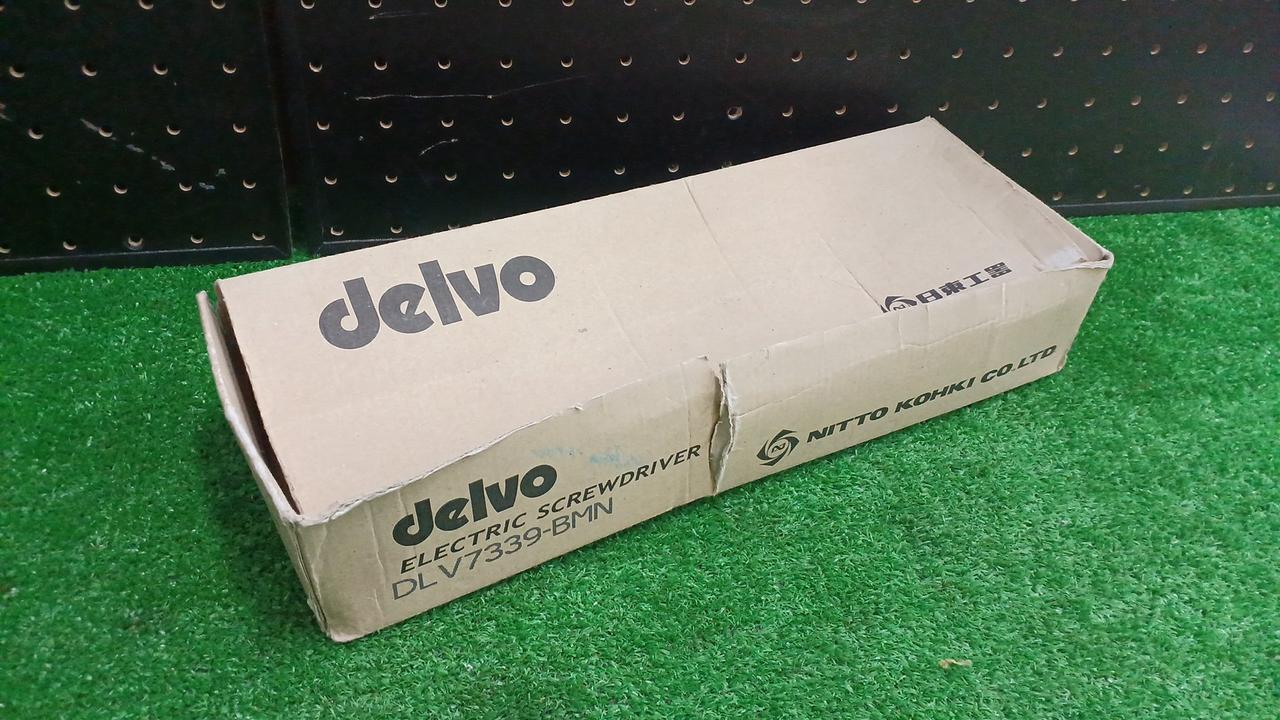 delvo
日東工器
delvo
ELECTRIC SCREWDRIVER
DLV7339-BMN
NITTO KOHKI CO.LTD